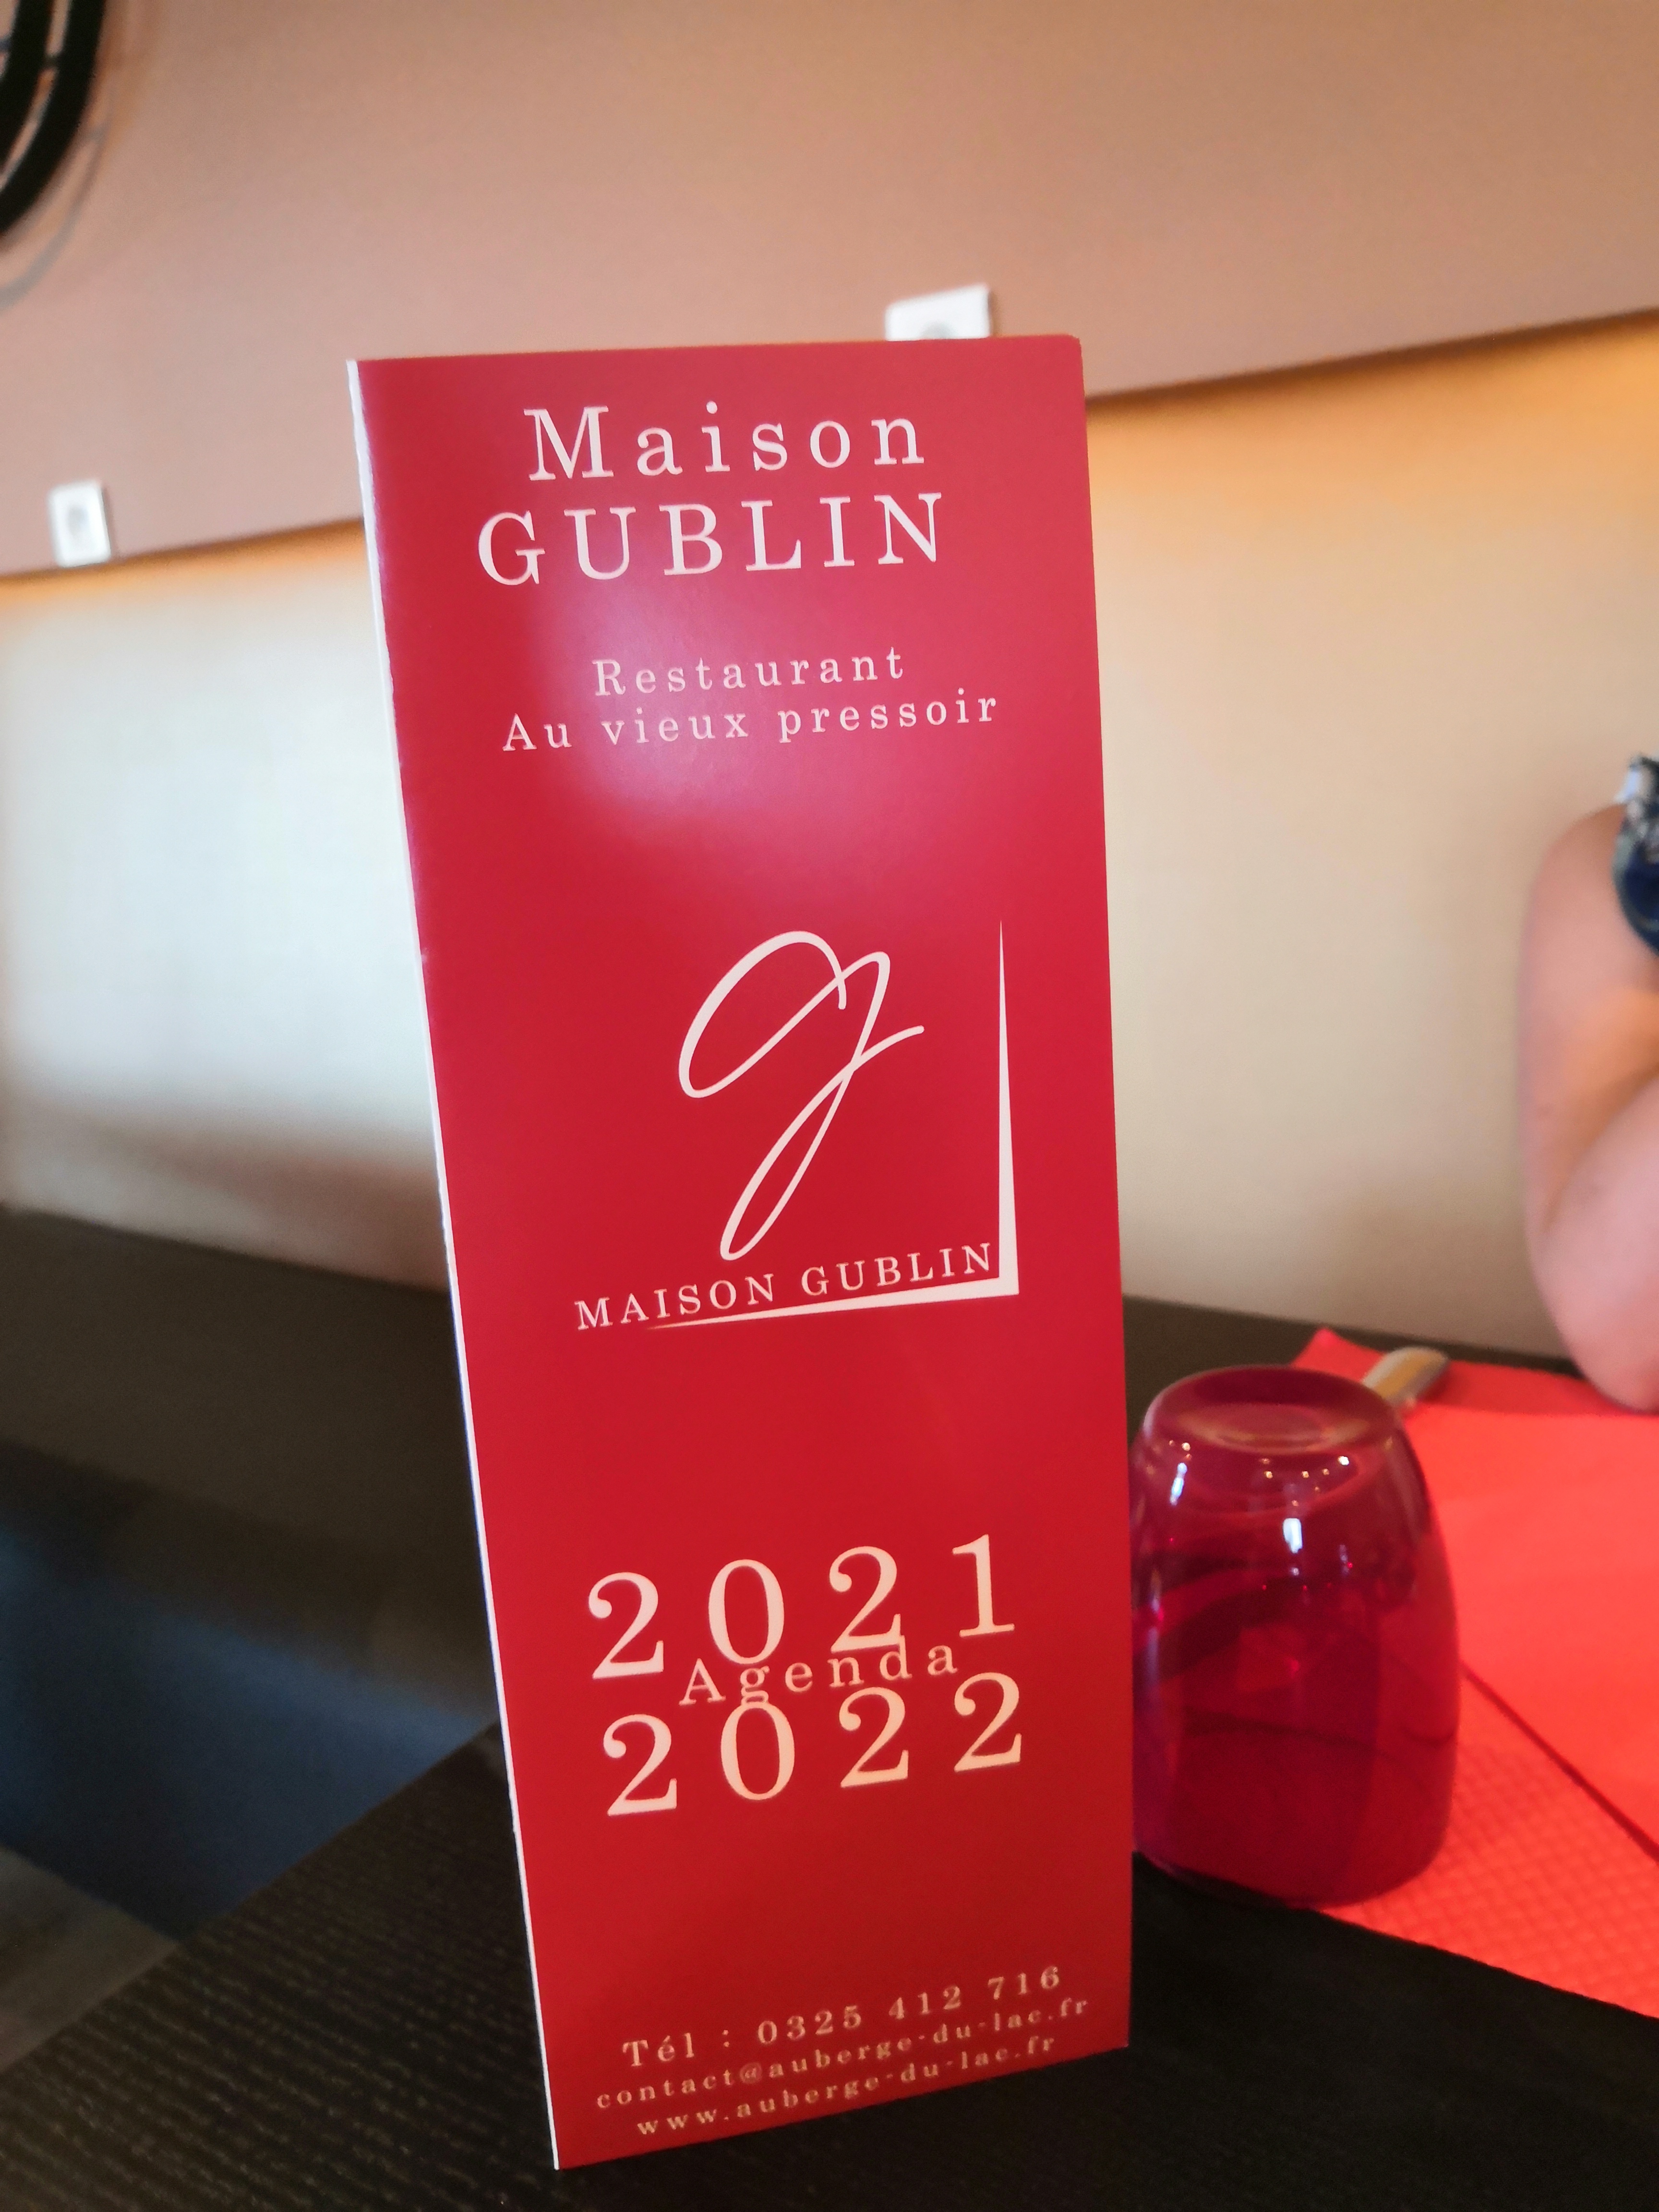 Maison
GUBLIN
Restaurant
Au vieux pressoir
g
MAISON GUBLIN
2021
Agenda
2022
Tél : 0325 412 716
contact@auberge-du-lac.fr
www.auberge-du-lac.fr